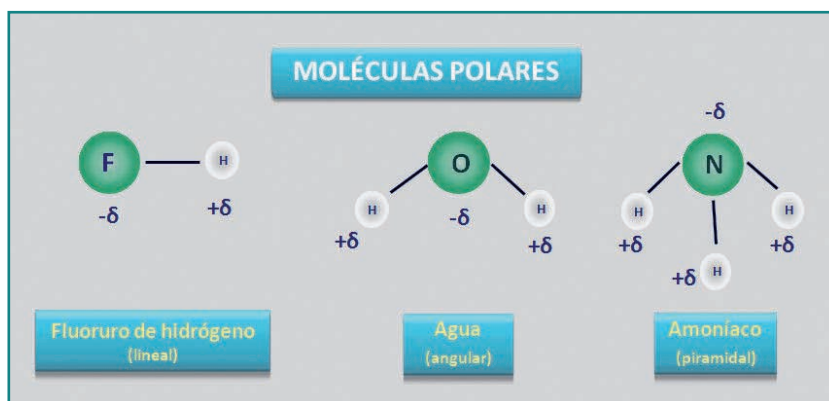 MOLÉCULAS POLARES
F H
-δ +δ
Fluoruro de hidrógeno
(lineal)
O
H H
+δ -δ +δ
Agua
(angular)
-δ
N
H H
+δ +δ
H
+δ
Amoníaco
(piramidal)